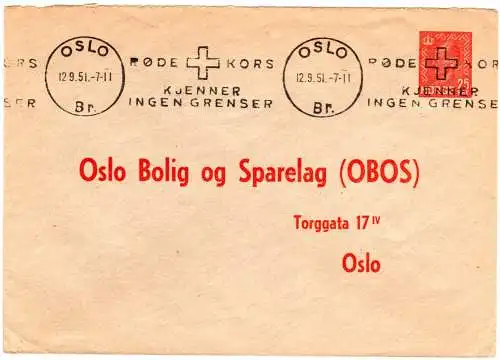 ORS
OSLO
RØDE KORS
OSLO
RØDE KORS
12.9.51.-7-11
12.9.51.-7-11
KJENNER
KJENNER
SER
Br.
INGEN GRENSER
Br.
INGEN GRENSER
25
Oslo Bolig og Sparelag (OBOS)
Torggata 17 IV
Oslo